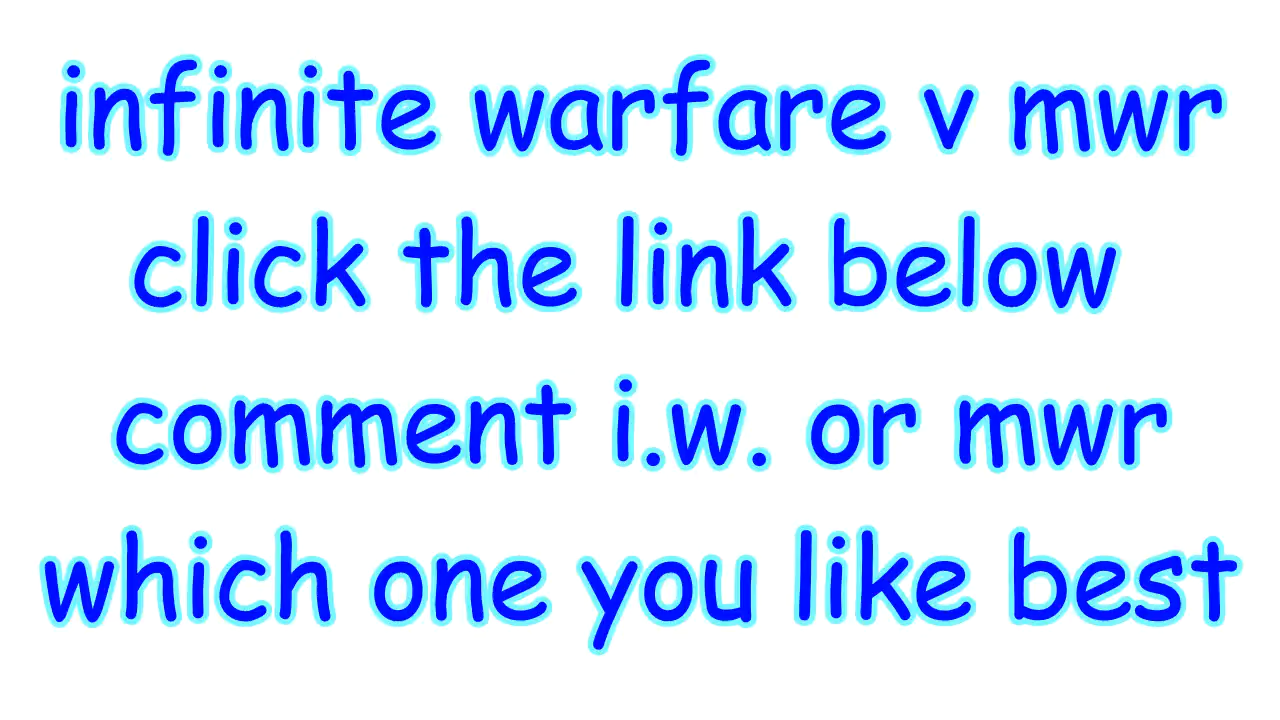 infinite warfare v mwr
click the link below
comment i.w. or mwr
which one you like best